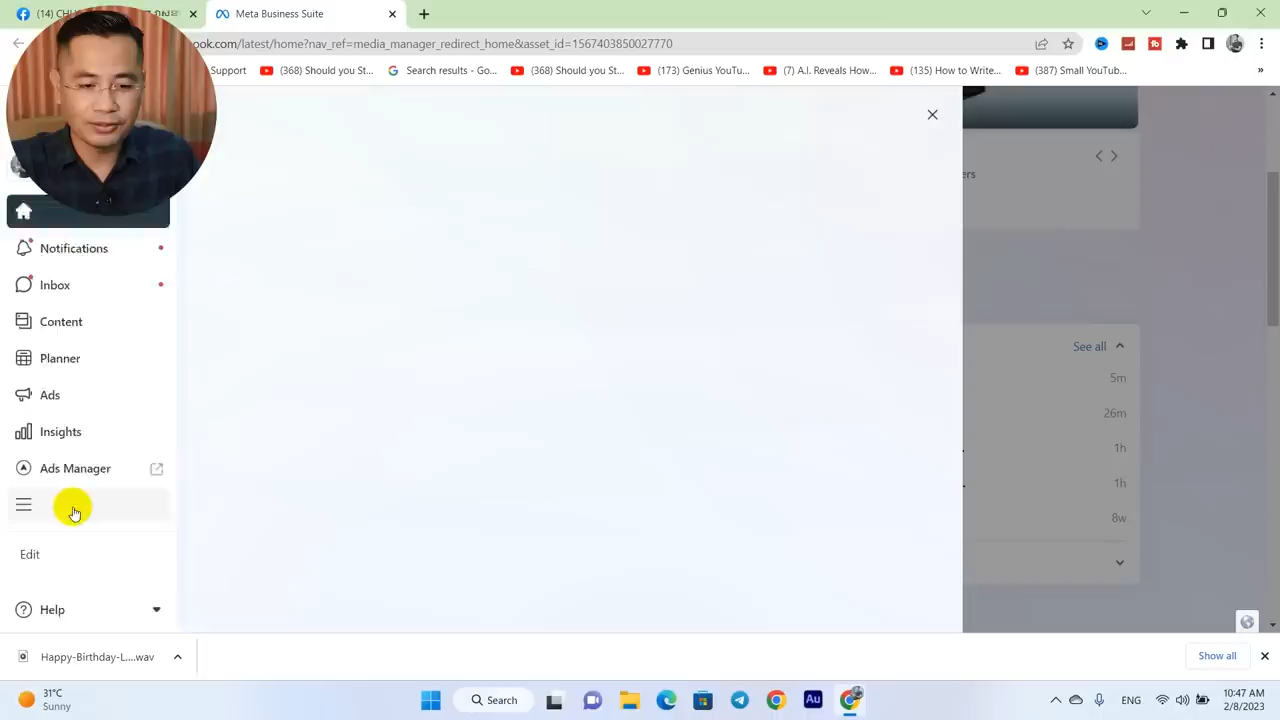 (14) CH
Meta Business Suite
ook.com/latest/home?nav_ref=media_manager_redirect_home&asset_id=1567403850027770
Support
(368) Should you St...
Search results - Go...
(368) Should you St...
(173) Genius YouTu...
(7) A.I. Reveals How...
(135) How to Write...
(387) Small YouTub...
»
ers
Notifications
Inbox
Content
Planner
Ads
Insights
Ads Manager
Edit
Help
See all
5m
26m
1h
1h
8w
Happy-Birthday-L....wav
Show all
31°C
Sunny
Search
Au
ENG
10:47 AM
2/8/2023